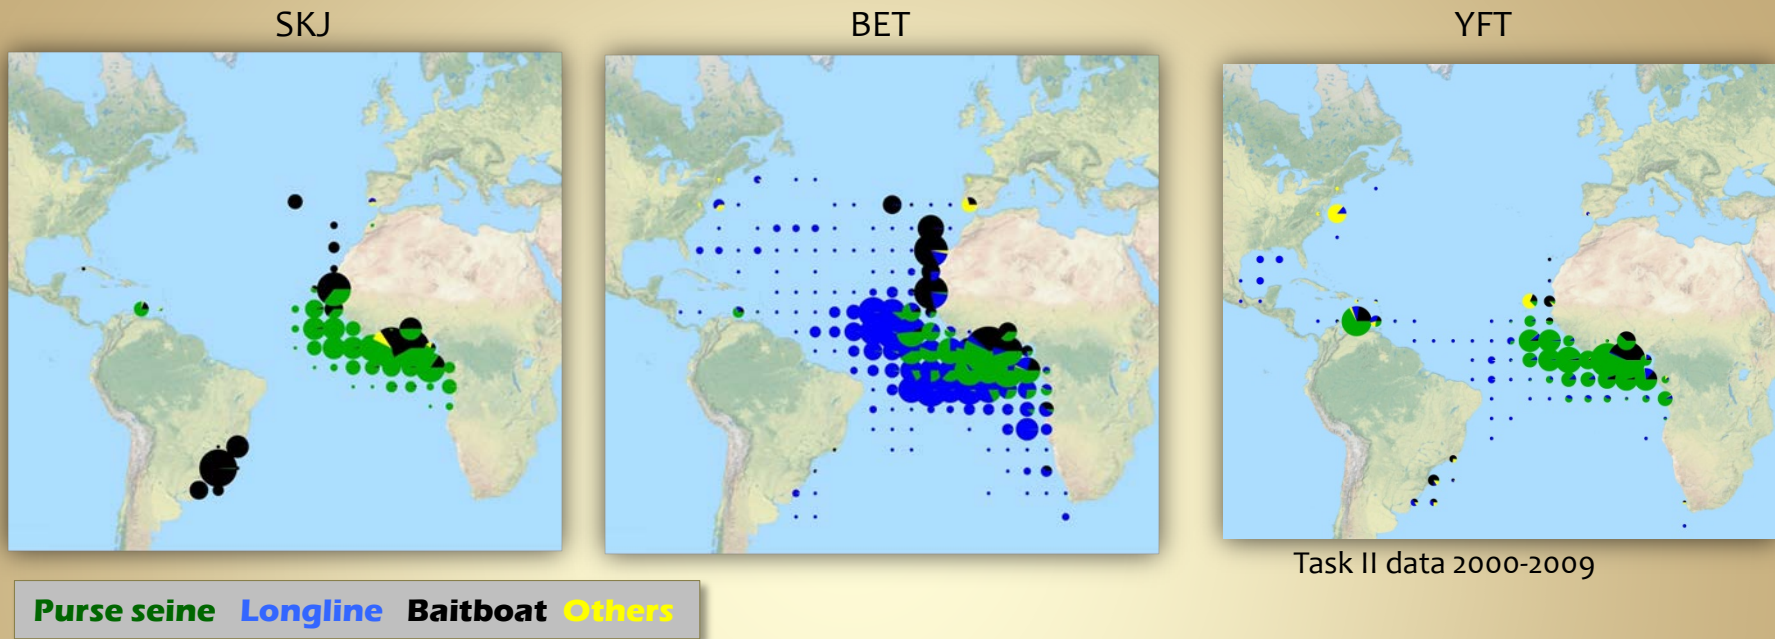 SKJ
BET
YFT
Task II data 2000-2009
Purse seine Longline Baitboat Others